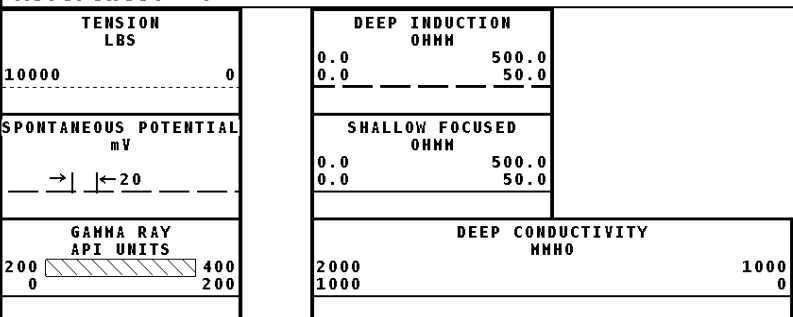 TENSION
LBS
10000 0
SPONTANEOUS POTENTIAL
mV
→ ←20
GAMMA RAY
API UNITS
200 400
0 200
DEEP INDUCTION
OHMM
0.0 500.0
0.0 50.0
SHALLOW FOCUSED
OHMM
0.0 500.0
0.0 50.0
DEEP CONDUCTIVITY
MMHO
2000 1000
1000 0